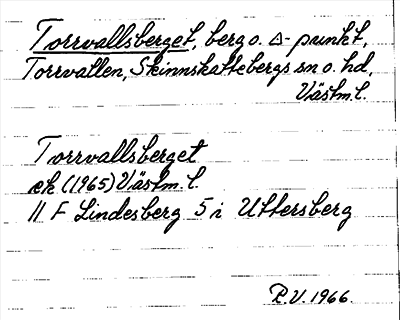 Torrvallsberget, berg o. △-punkt,
Torrvallen, Skinnskattebergs sn o. hd,
Västm. l.
Torrvallsberget
ek (1965) Västm. l.
11 F Lindesberg 5 i Uttersberg
P.V. 1966.